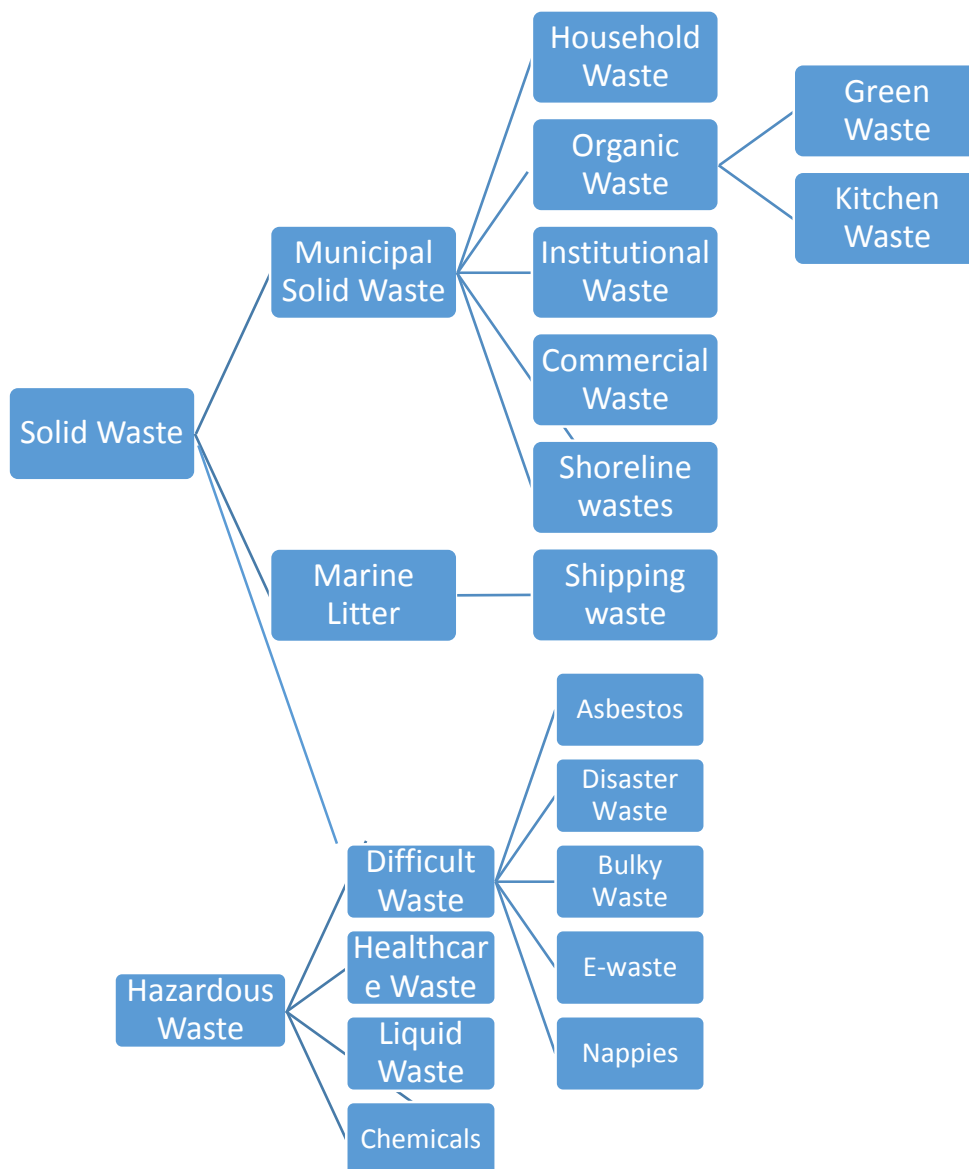 Household
Waste
Green
Waste
Organic
Waste
Kitchen
Waste
Municipal
Solid Waste
Institutional
Waste
Commercial
Waste
Solid Waste
Shoreline
wastes
Marine
Litter
Shipping
waste
Asbestos
Disaster
Waste
Difficult
Waste
Bulky
Waste
Healthcar
e Waste
E-waste
Hazardous
Waste
Liquid
Waste
Nappies
Chemicals